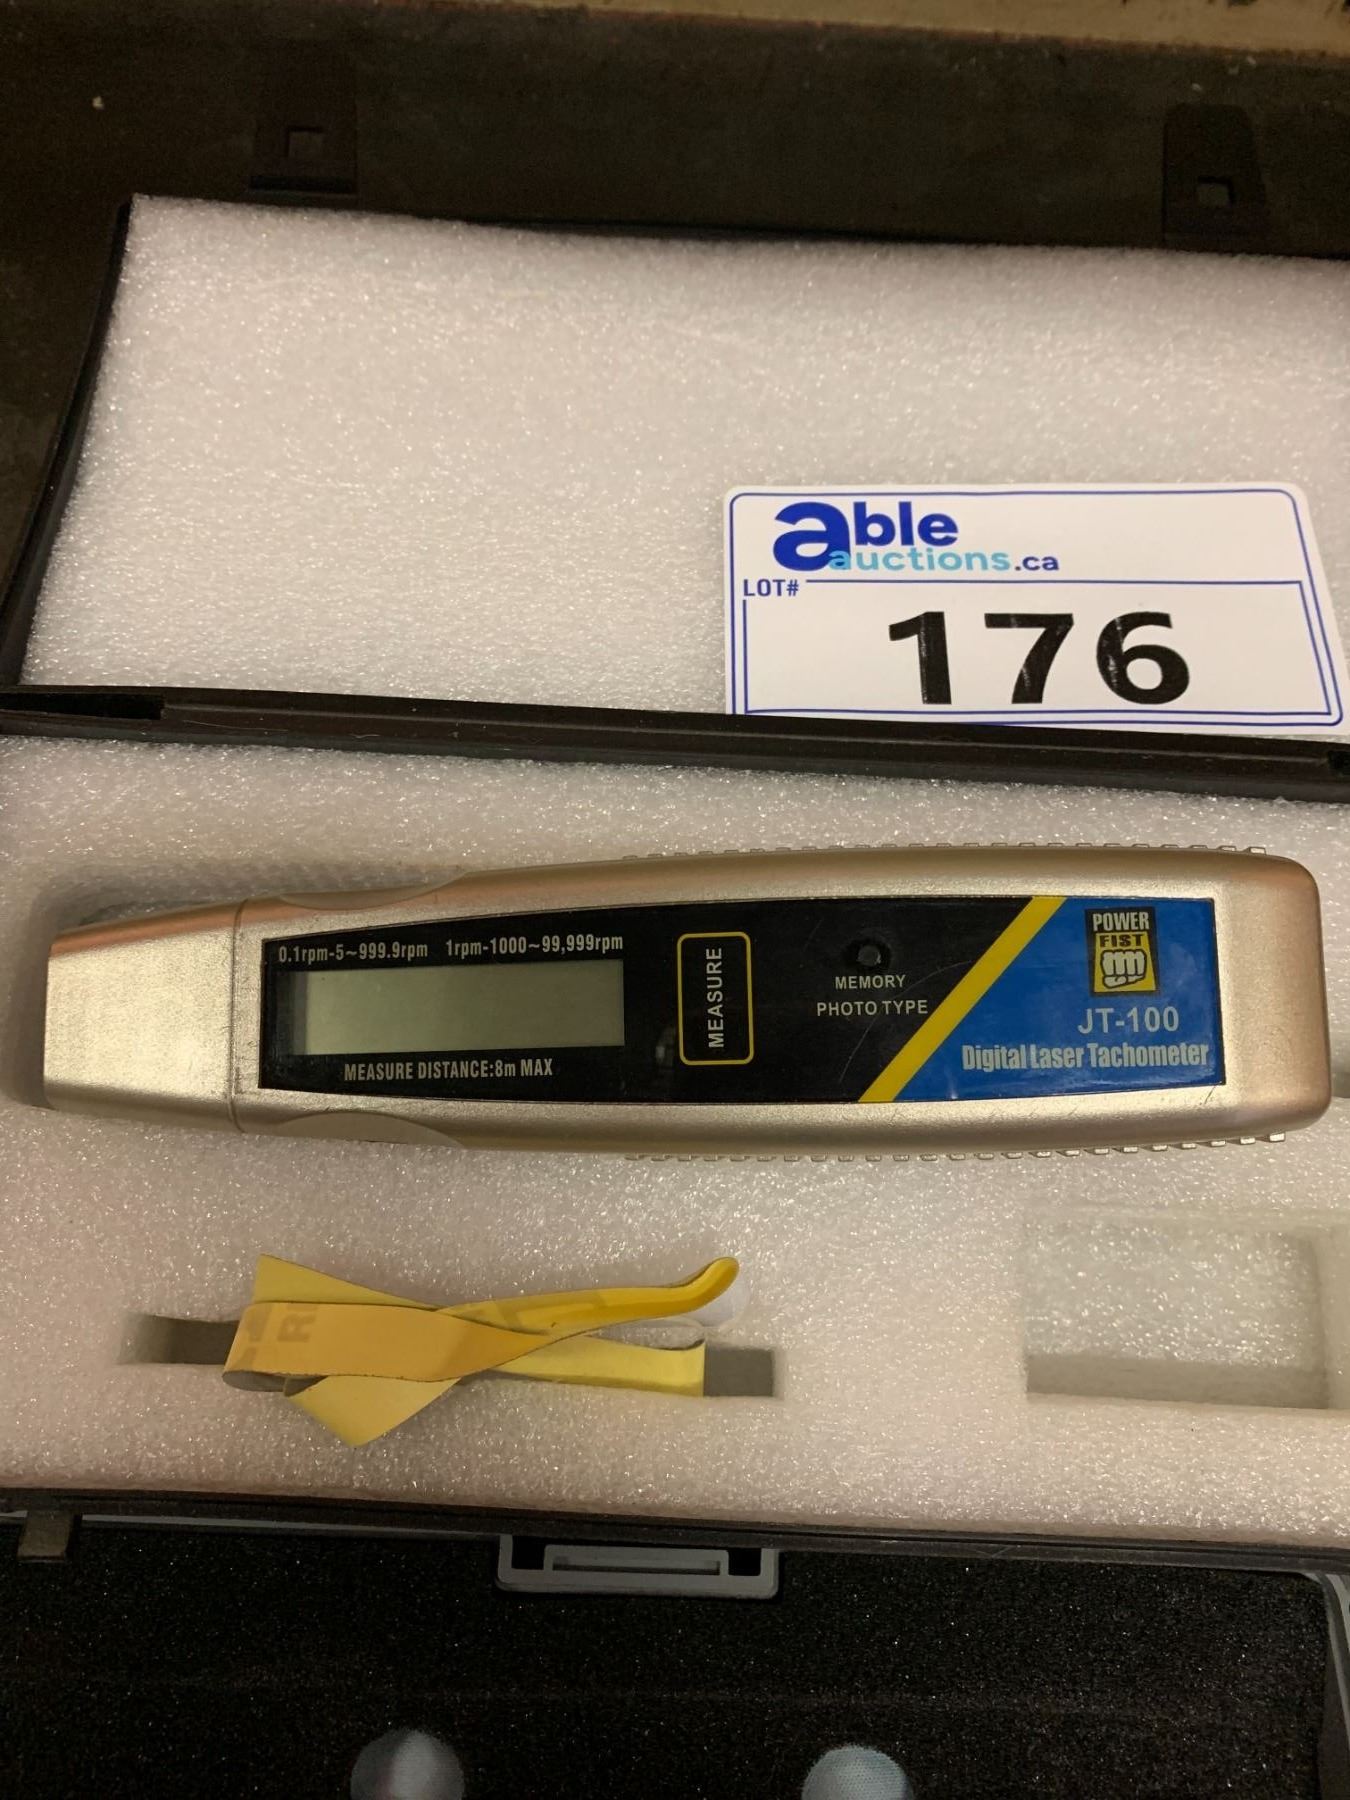 able
auctions.ca
LOT#
176
0.1rpm-5~999.9rpm 1rpm-1000~99,999rpm
MEASURE DISTANCE:8m MAX
MEASURE
MEMORY
PHOTO TYPE
POWER
FIST
JT-100
Digital Laser Tachometer